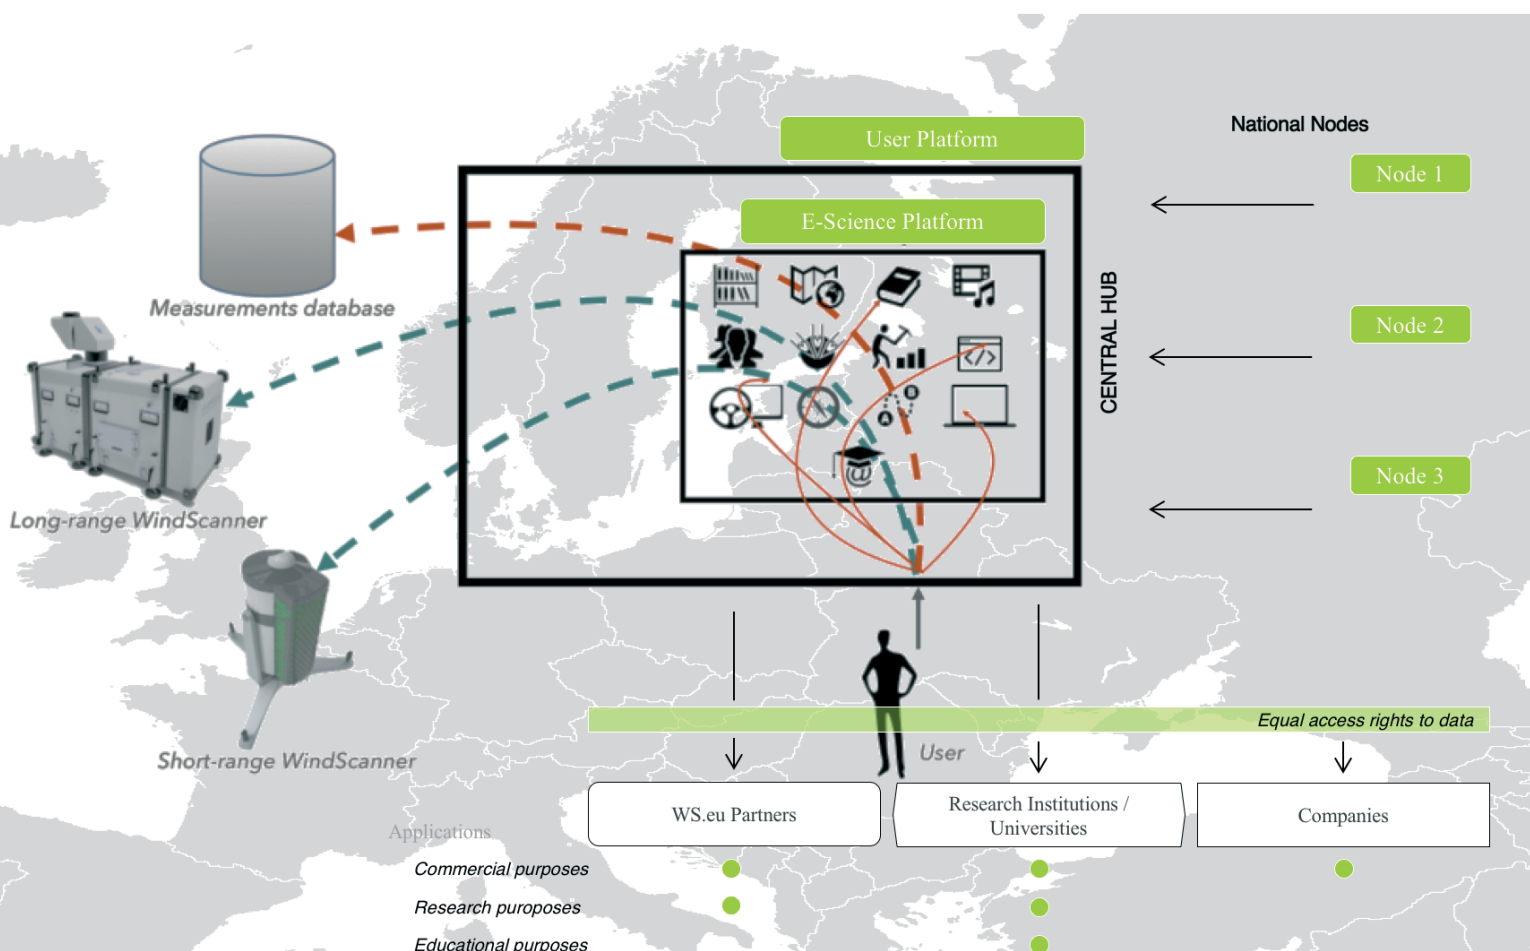 User Platform
National Nodes
Node 1
E-Science Platform
Measurements database
CENTRAL HUB
Node 2
</>
A
B
@
Node 3
Long-range WindScanner
Equal access rights to data
User
Short-range WindScanner
WS.eu Partners
Research Institutions /
Universities
Companies
Applications
Commercial purposes
Research puroposes
Educational purposes